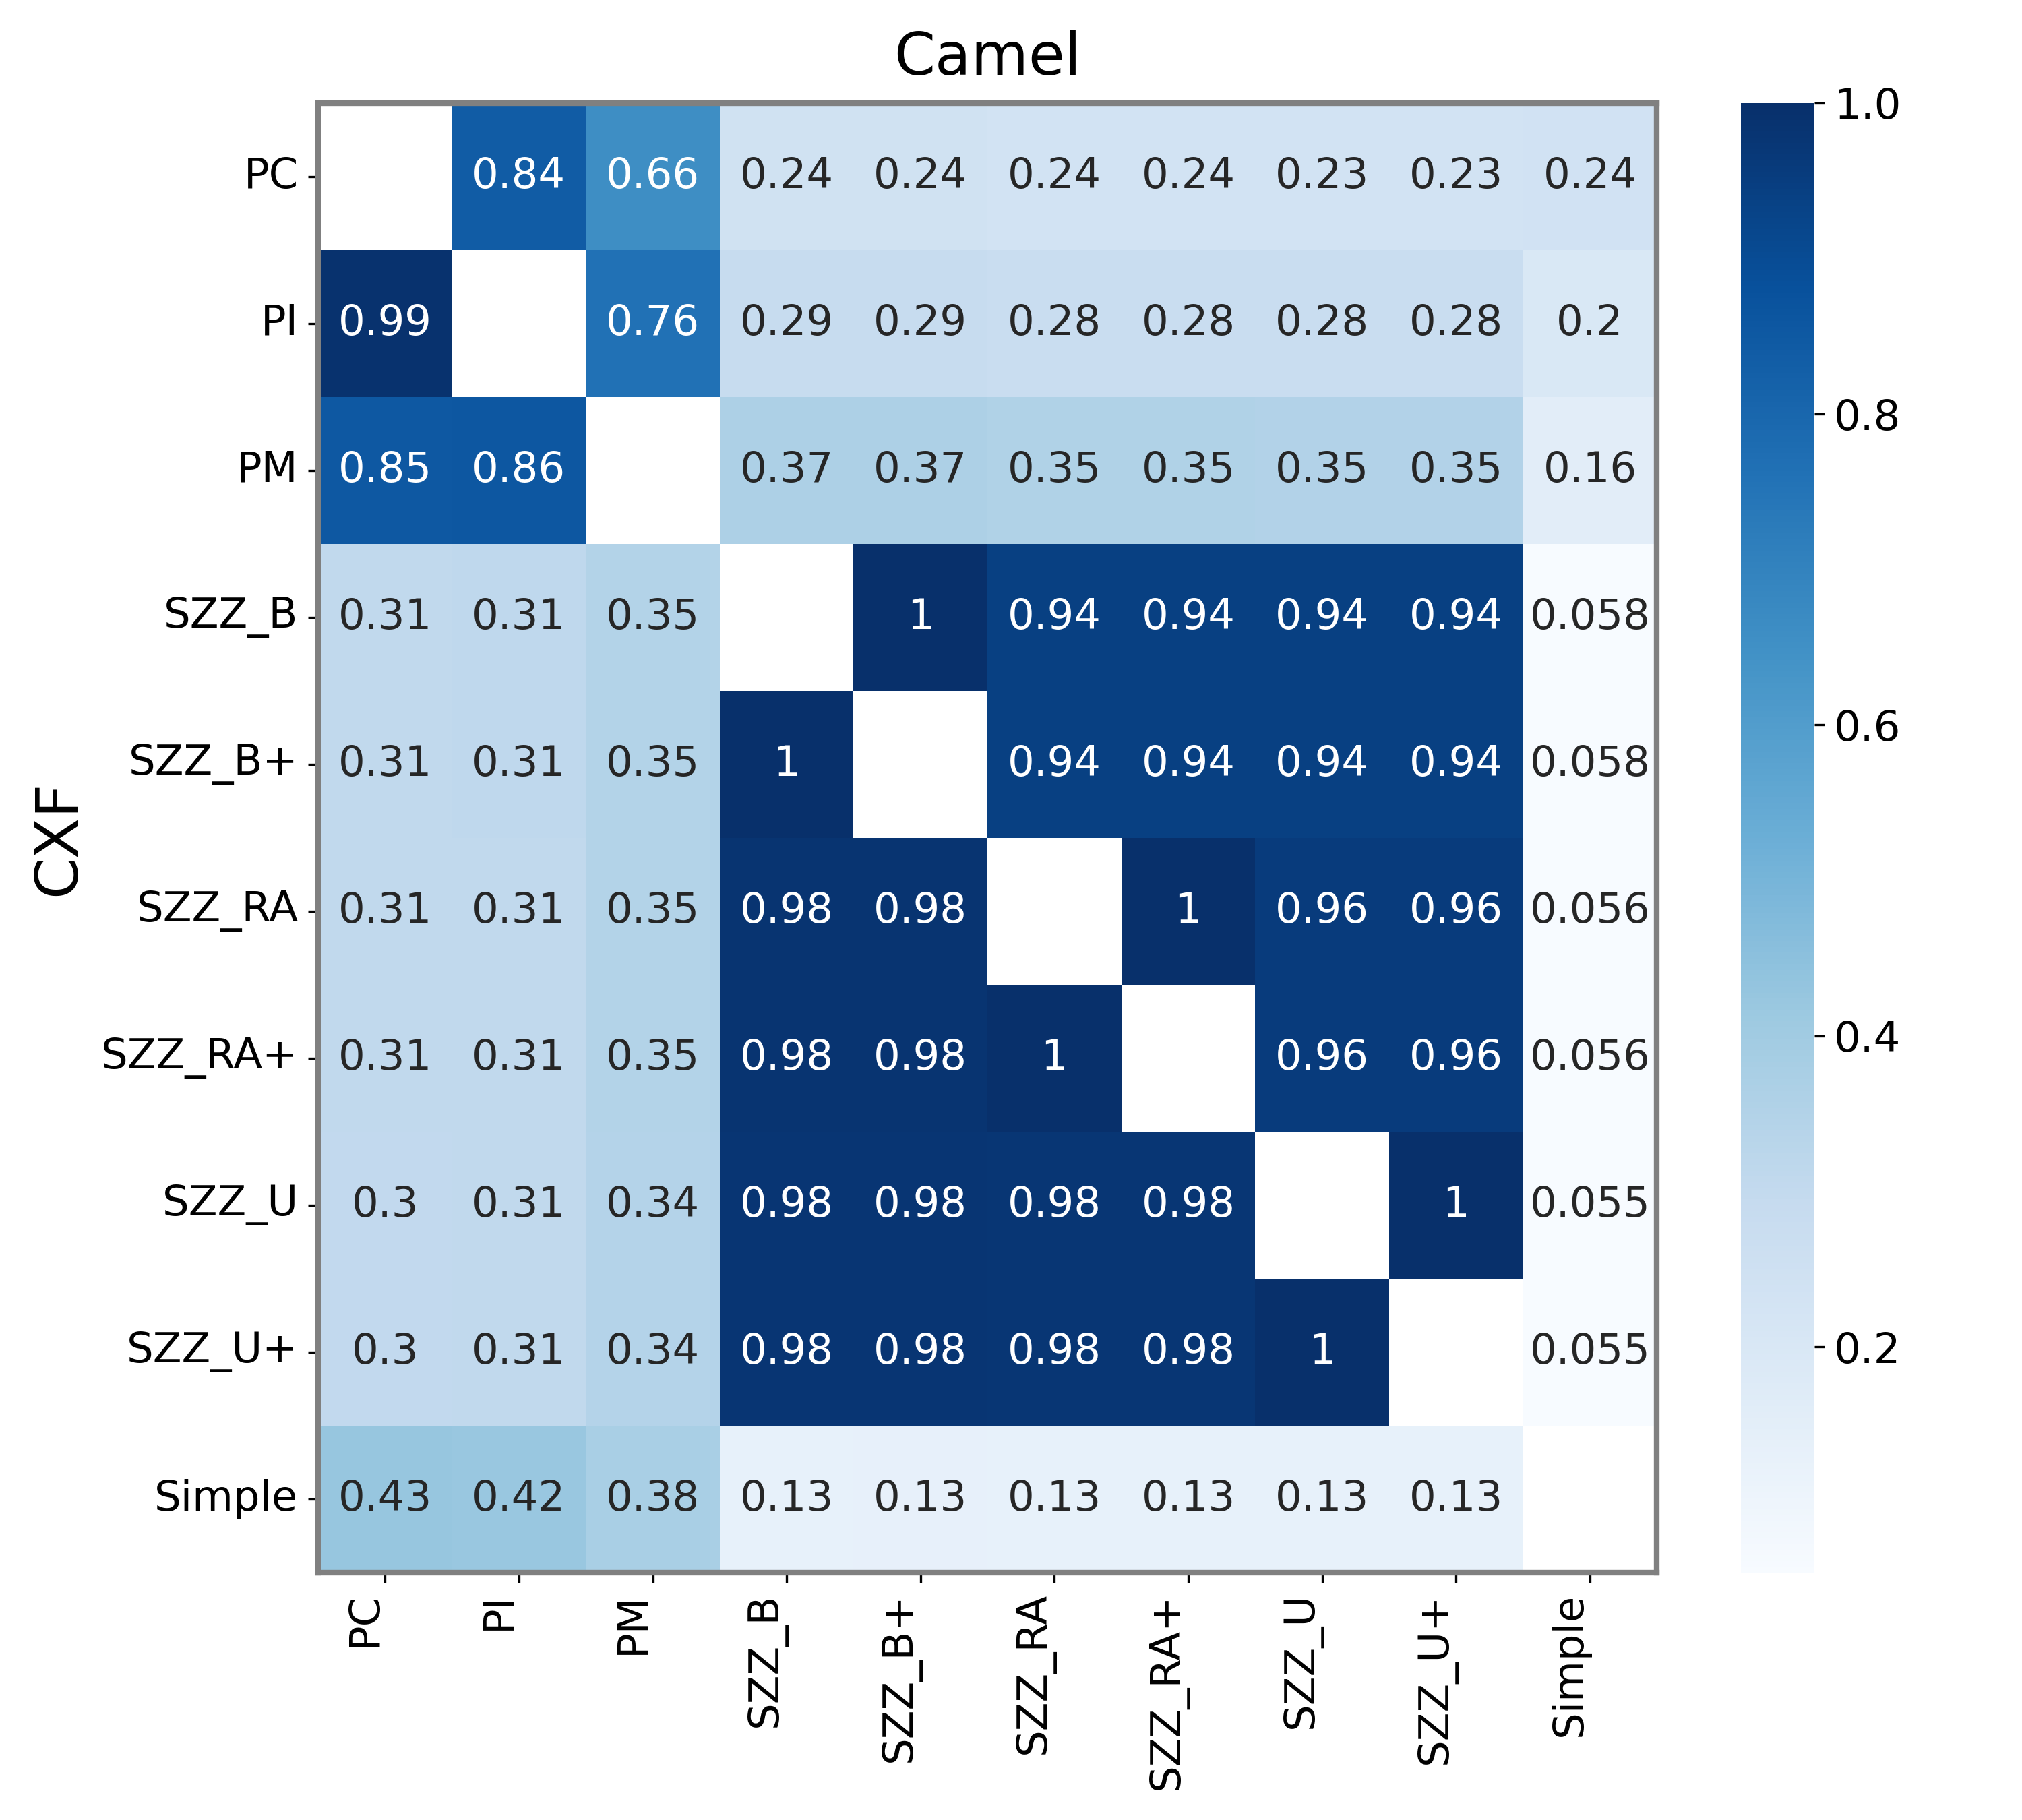 Camel
PC 0.84 0.66 0.24 0.24 0.24 0.24 0.23 0.23 0.24
PI 0.99 0.76 0.29 0.29 0.28 0.28 0.28 0.28 0.2
PM 0.85 0.86 0.37 0.37 0.35 0.35 0.35 0.35 0.16
SZZ_B 0.31 0.31 0.35 1 0.94 0.94 0.94 0.94 0.058
SZZ_B+ 0.31 0.31 0.35 1 0.94 0.94 0.94 0.94 0.058
SZZ_RA 0.31 0.31 0.35 0.98 0.98 1 0.96 0.96 0.056
SZZ_RA+ 0.31 0.31 0.35 0.98 0.98 1 0.96 0.96 0.056
SZZ_U 0.3 0.31 0.34 0.98 0.98 0.98 0.98 1 0.055
SZZ_U+ 0.3 0.31 0.34 0.98 0.98 0.98 0.98 1 0.055
Simple 0.43 0.42 0.38 0.13 0.13 0.13 0.13 0.13 0.13
PC PI PM SZZ_B SZZ_B+ SZZ_RA SZZ_RA+ SZZ_U SZZ_U+ Simple
CXF
1.0
0.8
0.6
0.4
0.2